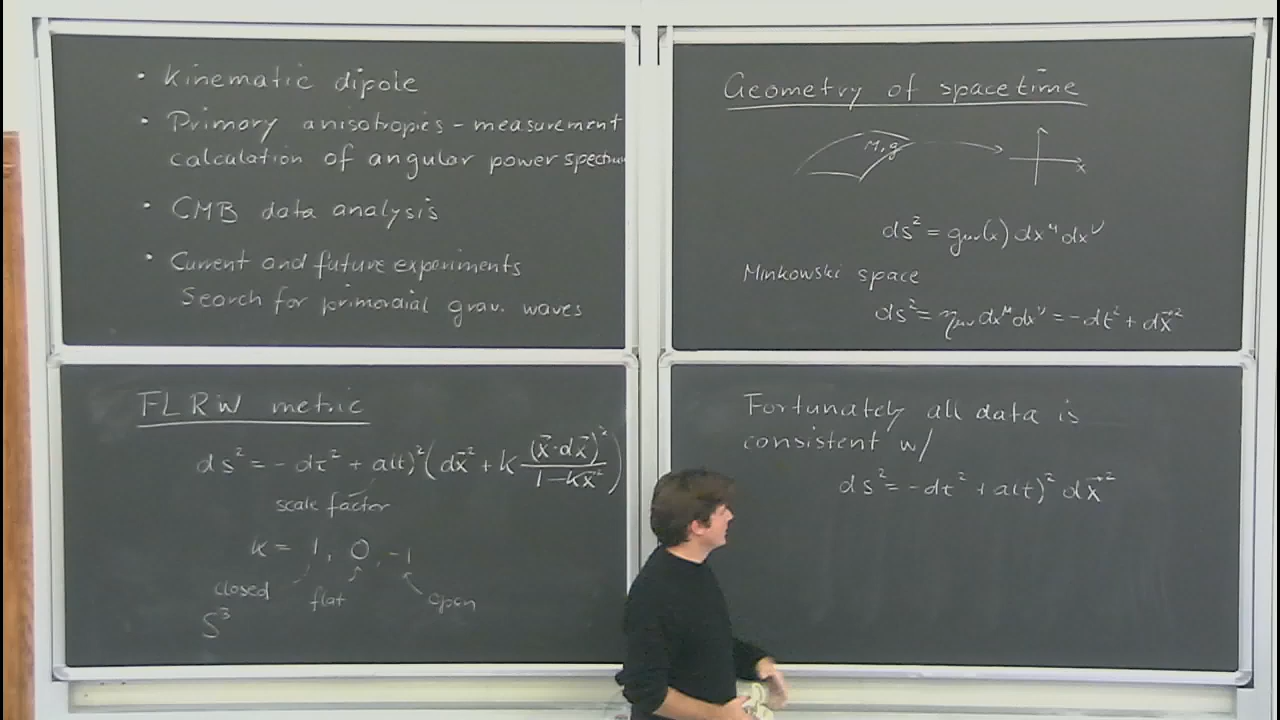 • Kinematic dipole
• Primary anisotropies - measurement
calculation of angular power spectrum
• CMB data analysis
• Current and future experiments
Search for primordial grav. waves
Geometry of spacetime
M, g
x
ds² = gμν(x) dx^μ dx^ν
Minkowski space
ds² = ημν dx^μ dx^ν = -dt² + dx⃗²
FLRW metric
ds² = -dt² + a(t)² (dx⃗² + k (x⃗·dx⃗)²/(1-kx⃗²))
scale factor
k = 1, 0, -1
closed flat open
S³
Fortunately all data is
consistent w/
ds² = -dt² + a(t)² dx⃗²